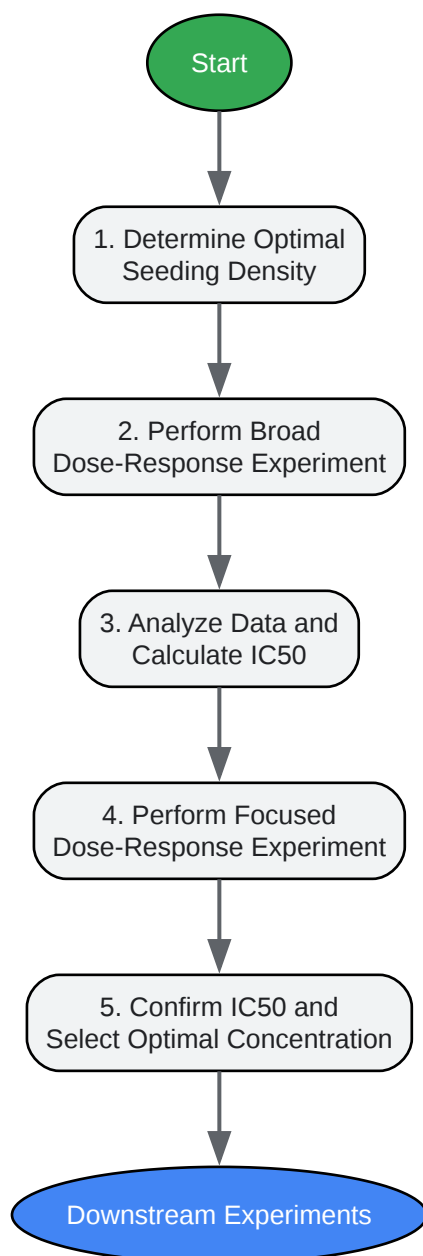 Start
1. Determine Optimal
Seeding Density
2. Perform Broad
Dose-Response Experiment
3. Analyze Data and
Calculate IC50
4. Perform Focused
Dose-Response Experiment
5. Confirm IC50 and
Select Optimal Concentration
Downstream Experiments